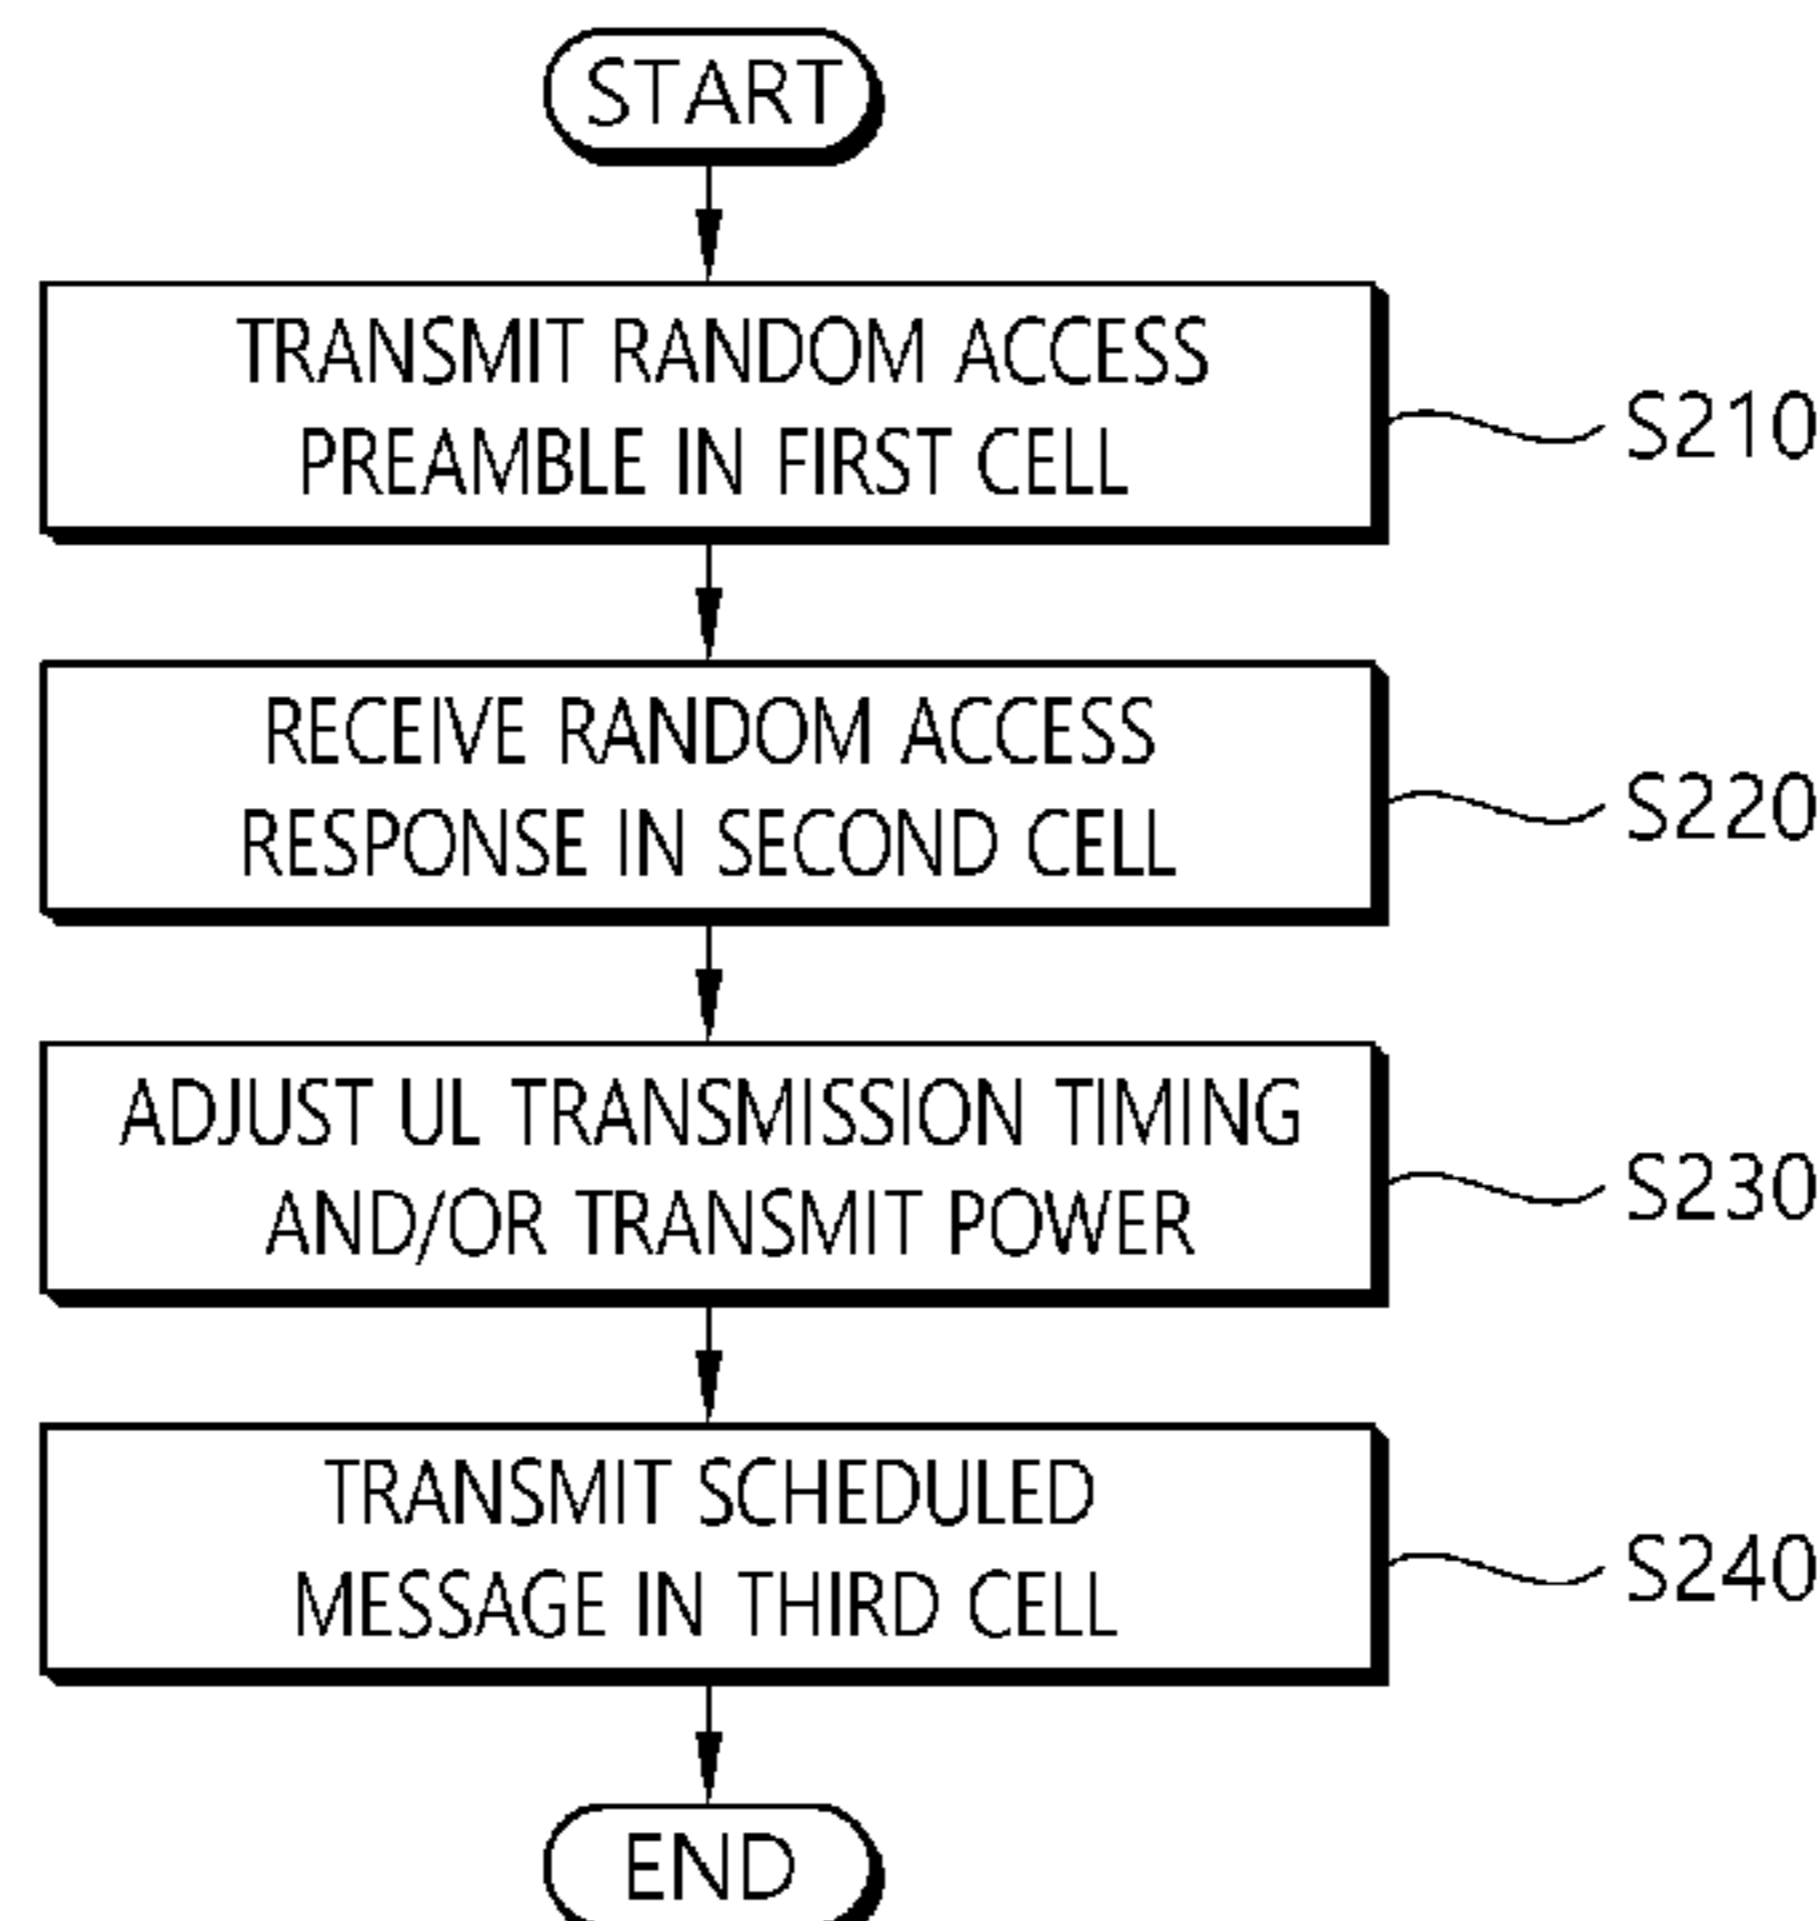 START
TRANSMIT RANDOM ACCESS
PREAMBLE IN FIRST CELL
S210
RECEIVE RANDOM ACCESS
RESPONSE IN SECOND CELL
S220
ADJUST UL TRANSMISSION TIMING
AND/OR TRANSMIT POWER
S230
TRANSMIT SCHEDULED
MESSAGE IN THIRD CELL
S240
END